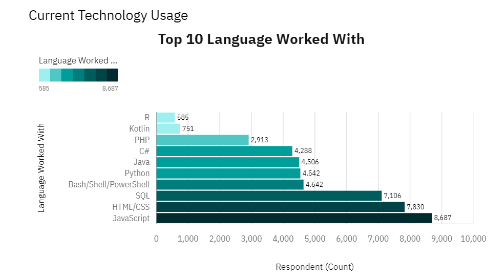 Current Technology Usage
Top 10 Language Worked With
Language Worked ...
585 8,687
Language Worked With
R 585
Kotlin 751
PHP 2,913
C# 4,288
Java 4,506
Python 4,542
Bash/Shell/PowerShell 4,642
SQL 7,106
HTML/CSS 7,830
JavaScript 8,687
0 1,000 2,000 3,000 4,000 5,000 6,000 7,000 8,000 9,000 10,000
Respondent (Count)